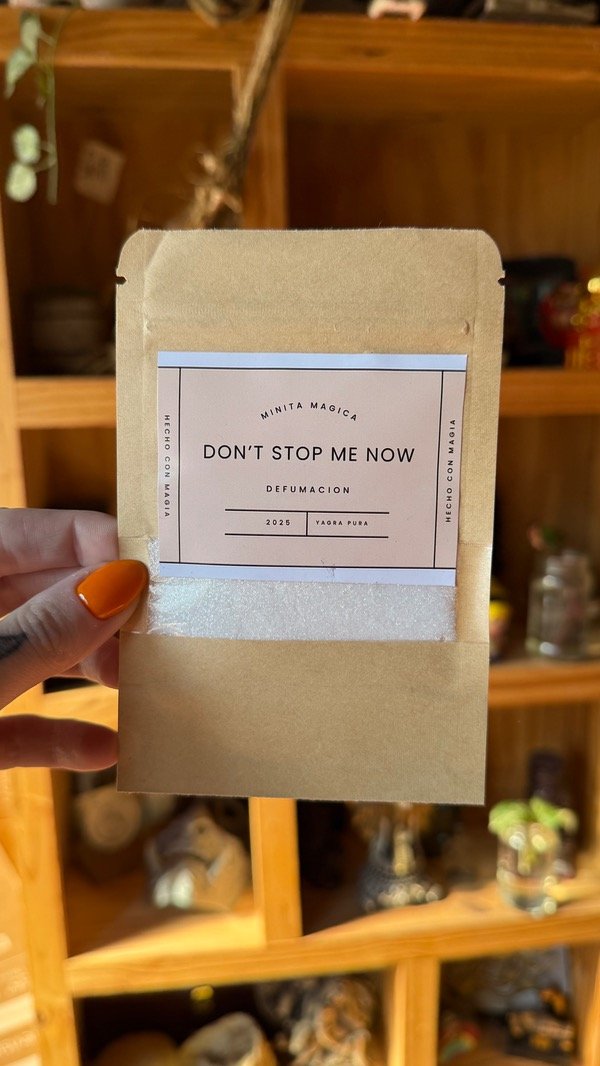 MINITA MAGICA
DON'T STOP ME NOW
DEFUMACION
2025
YAGRA PURA
HECHO CON MAGIA
HECHO CON MAGIA